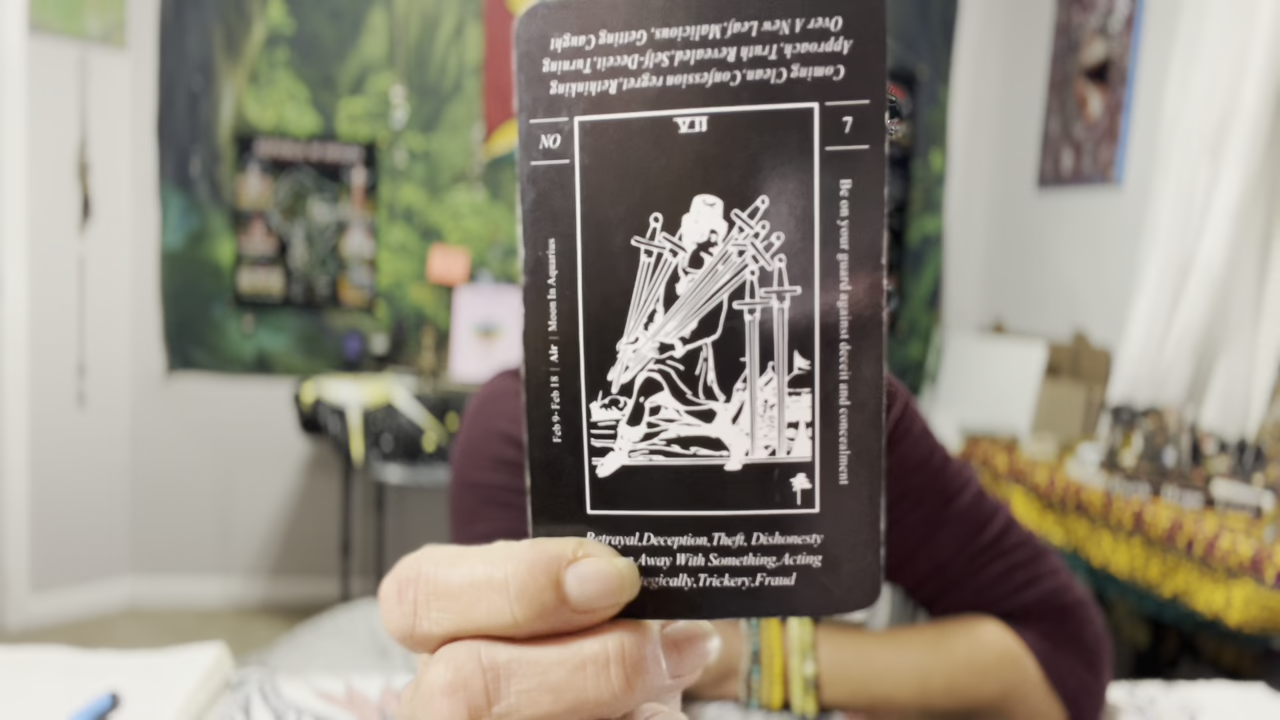 Over A New Leaf,Malicious, Getting Caught
Approach,Truth Revealed,Self-Deceit,Turning
Coming Clean,Confession regret,Rethinking
NO
7
VII
Feb 9- Feb 18 | Air | Moon In Aquarius
Be on your guard against deceit and concealment
Betrayal,Deception,Theft, Dishonesty
Away With Something,Acting
Trickery,Fraud